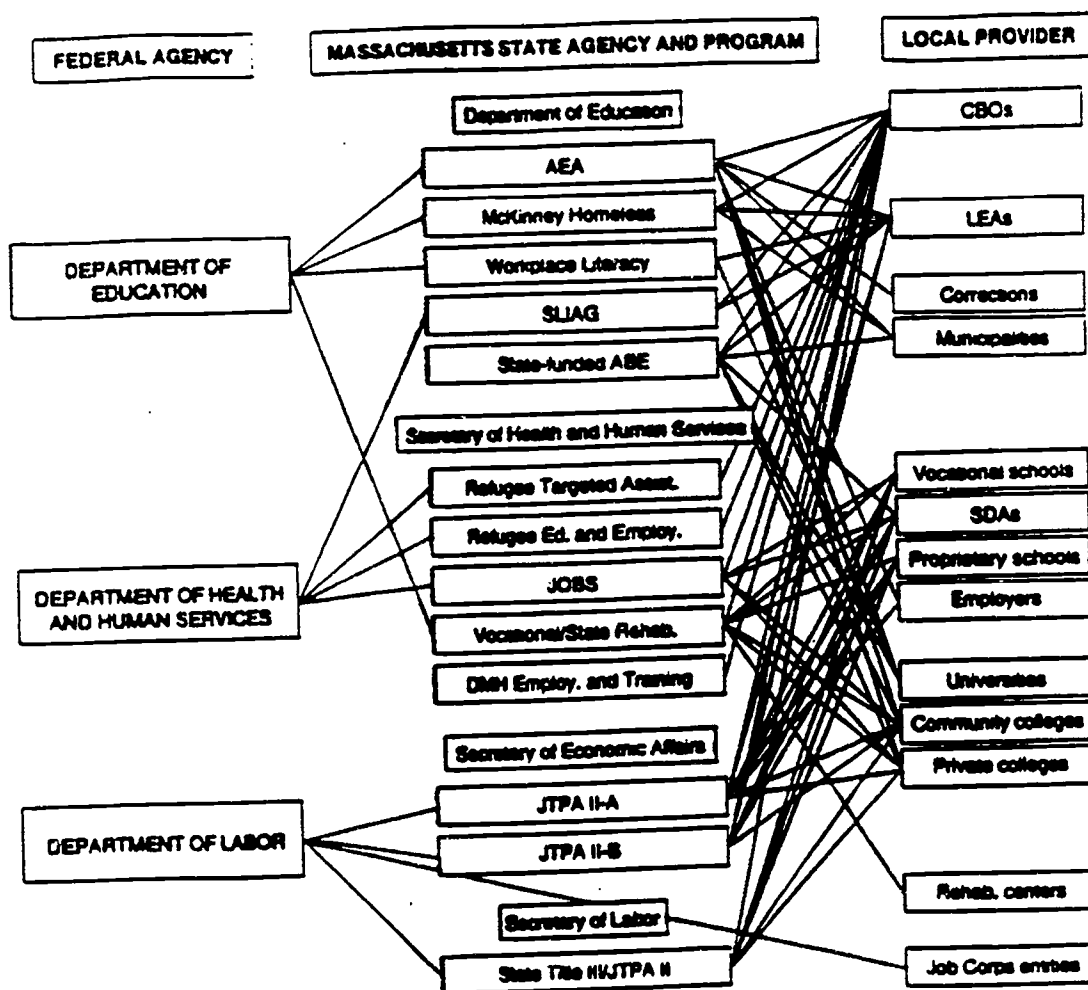 FEDERAL AGENCY
MASSACHUSETTS STATE AGENCY AND PROGRAM
LOCAL PROVIDER
DEPARTMENT OF
EDUCATION
DEPARTMENT OF HEALTH
AND HUMAN SERVICES
DEPARTMENT OF LABOR
Department of Education
AEA
McKinney Homeless
Workplace Literacy
SLIAG
State-funded ABE
Secretary of Health and Human Services
Refugee Targeted Assist.
Refugee Ed. and Employ.
JOBS
Vocational/State Rehab.
DMH Employ. and Training
Secretary of Economic Affairs
JTPA II-A
JTPA II-B
Secretary of Labor
State Title III/JTPA II
CBOs
LEAs
Corrections
Municipalities
Vocational schools
SDAs
Proprietary schools
Employers
Universities
Community colleges
Private colleges
Rehab. centers
Job Corps entities